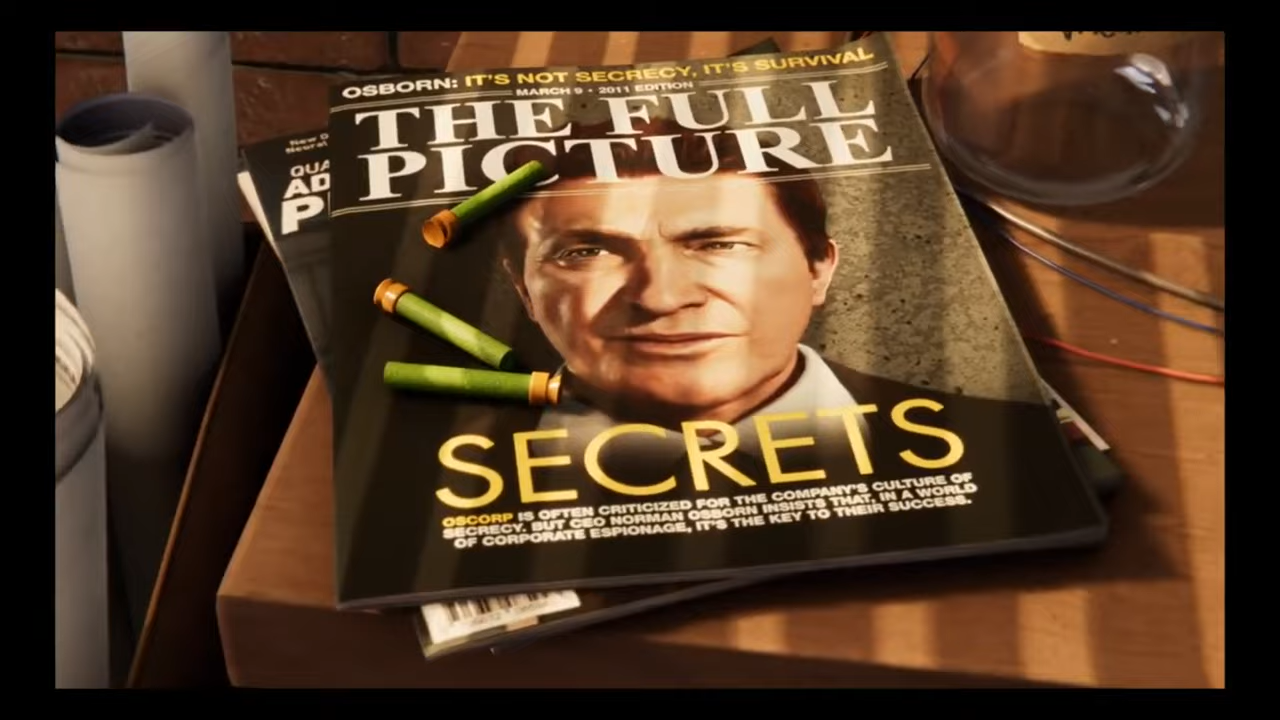 OSBORN: IT'S NOT SECRECY, IT'S SURVIVAL
MARCH 9 • 2011 EDITION
THE FULL
PICTURE
New
QUA
AD
P
SECRETS
OSCORP IS OFTEN CRITICIZED FOR THE COMPANY'S CULTURE OF
SECRECY. BUT CEO NORMAN OSBORN INSISTS THAT, IN A WORLD
OF CORPORATE ESPIONAGE, IT'S THE KEY TO THEIR SUCCESS.